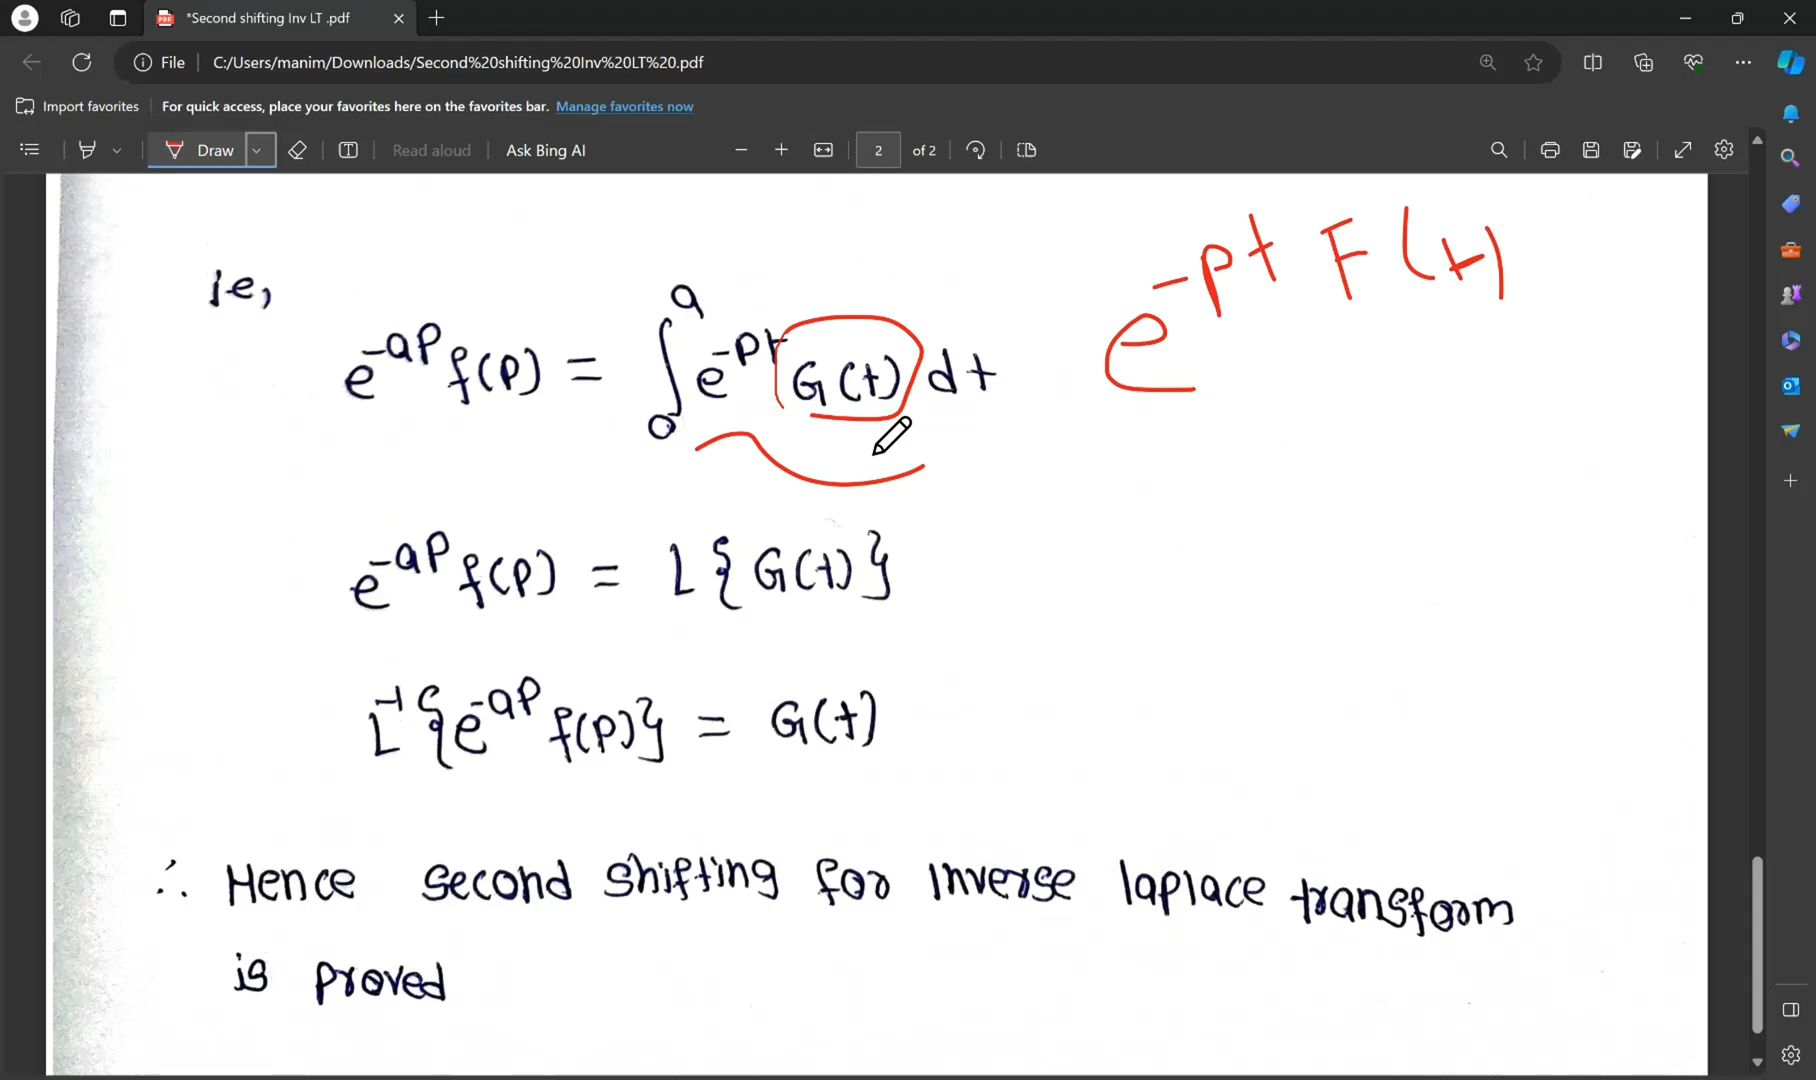 *Second shifting Inv LT .pdf
File C:/Users/manim/Downloads/Second%20shifting%20Inv%20LT%20.pdf
Import favorites For quick access, place your favorites here on the favorites bar. Manage favorites now
Draw Read aloud Ask Bing AI 2 of 2
ie,
e^-ap f(p) = ∫_0^a e^-pt G(t) dt
e^-pt F(t)
e^-ap f(p) = L{G(t)}
L^-1{e^-ap f(p)} = G(t)
∴ Hence second shifting for inverse laplace transform
is proved